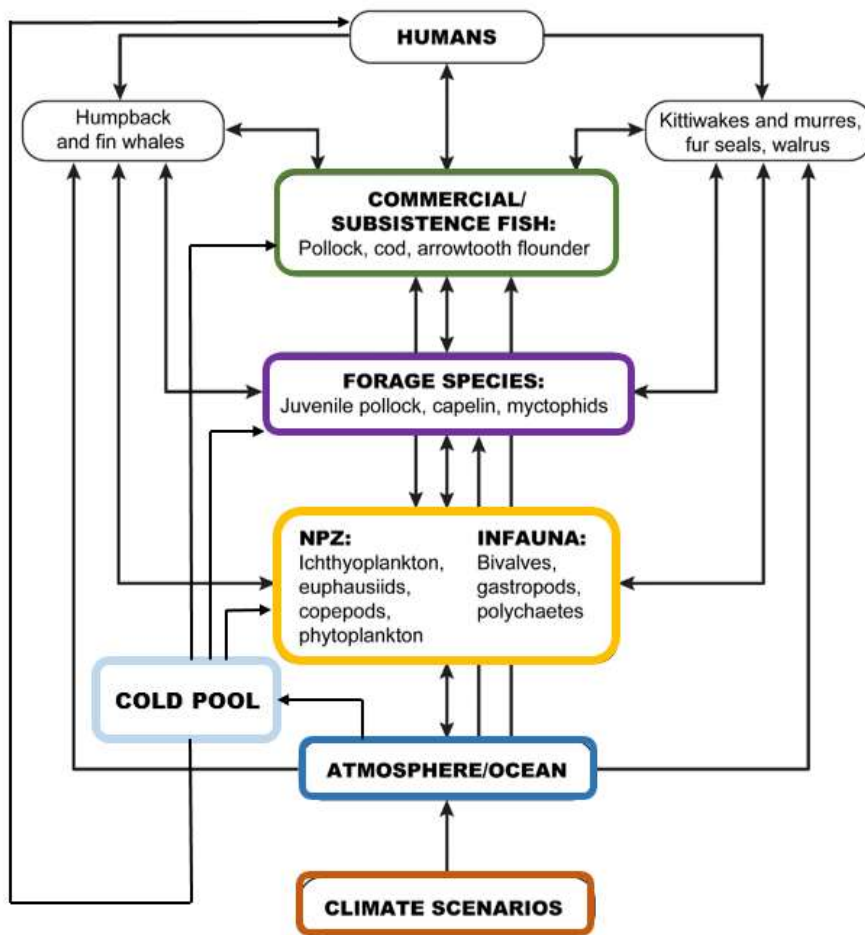 HUMANS
Humpback
and fin whales
Kittiwakes and murres,
fur seals, walrus
COMMERCIAL/
SUBSISTENCE FISH:
Pollock, cod, arrowtooth flounder
FORAGE SPECIES:
Juvenile pollock, capelin, myctophids
NPZ:
Ichthyoplankton,
euphausiids,
copepods,
phytoplankton
INFAUNA:
Bivalves,
gastropods,
polychaetes
COLD POOL
ATMOSPHERE/OCEAN
CLIMATE SCENARIOS